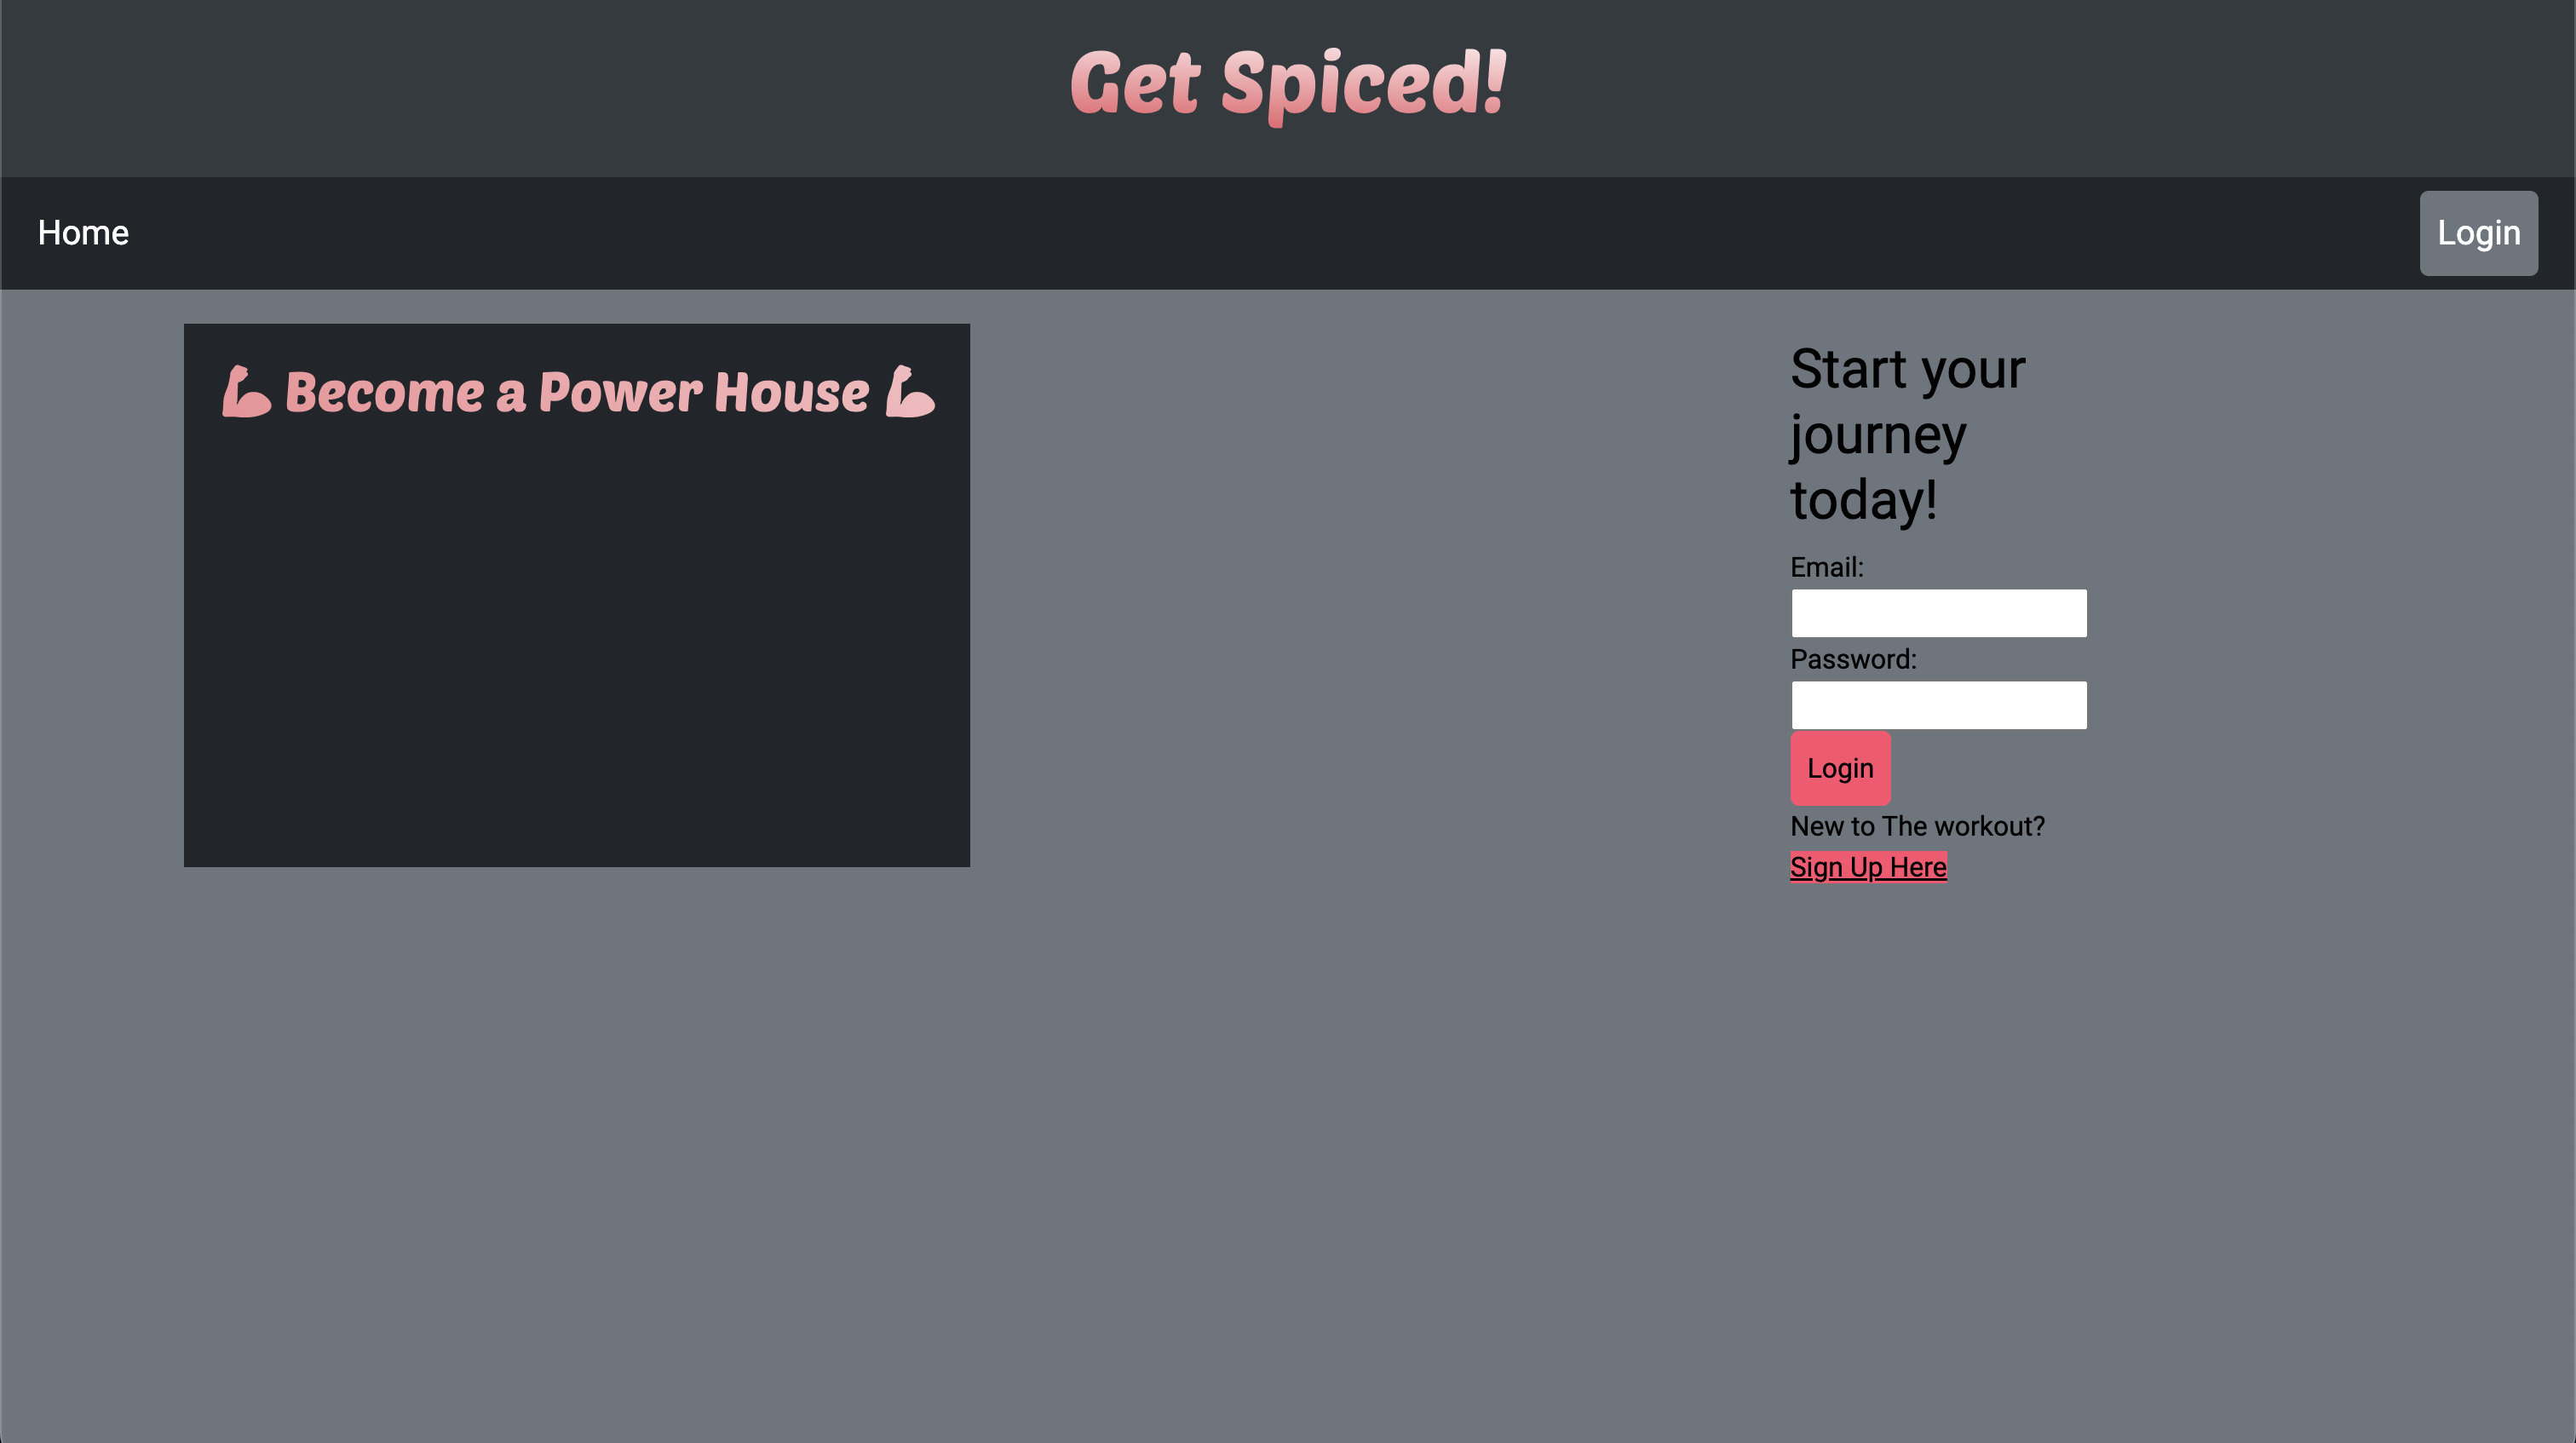 Get Spiced!
Home
Login
💪 Become a Power House 💪
Start your
journey
today!
Email:
Password:
Login
New to The workout?
Sign Up Here